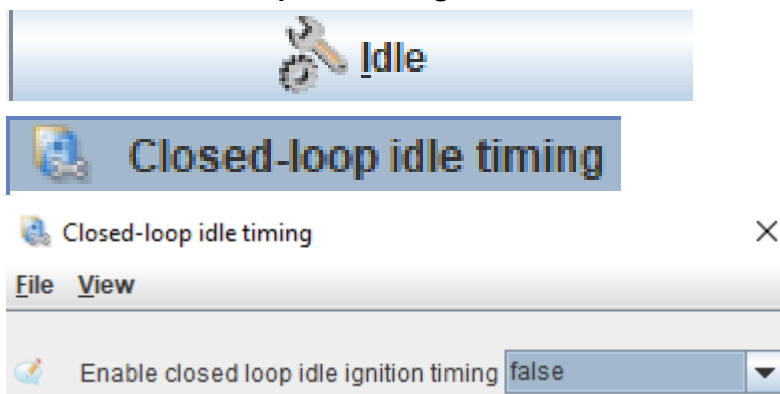 Idle
Closed-loop idle timing
Closed-loop idle timing
File View
Enable closed loop idle ignition timing false